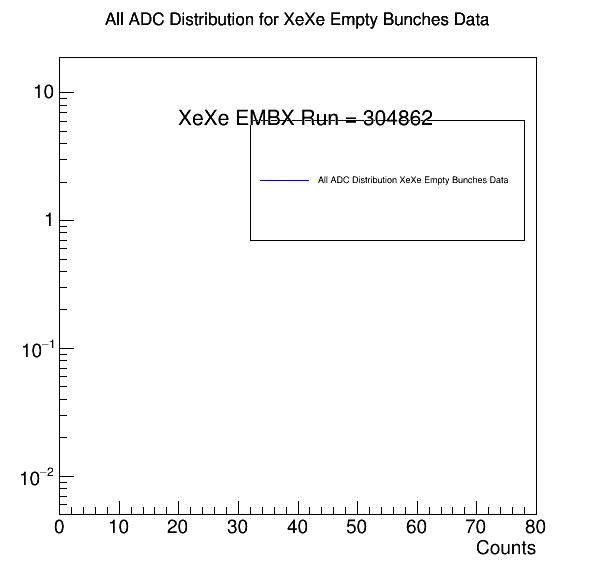 All ADC Distribution for XeXe Empty Bunches Data
10
XeXe EMBX Run = 304862
All ADC Distribution XeXe Empty Bunches Data
1
10⁻¹
10⁻²
0 10 20 30 40 50 60 70 80
Counts